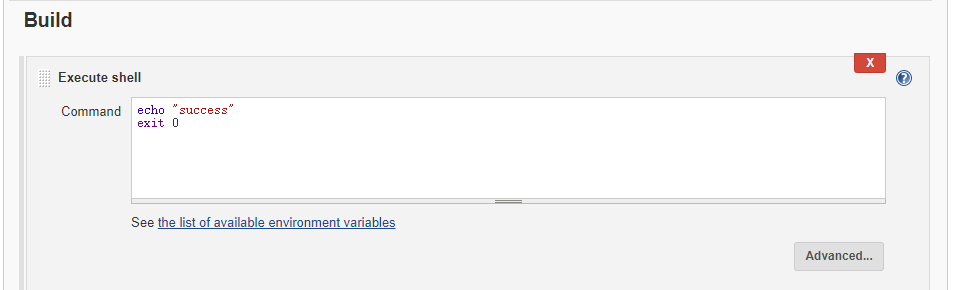 Build
X
Execute shell
?
Command
echo "success"
exit 0
See the list of available environment variables
Advanced...